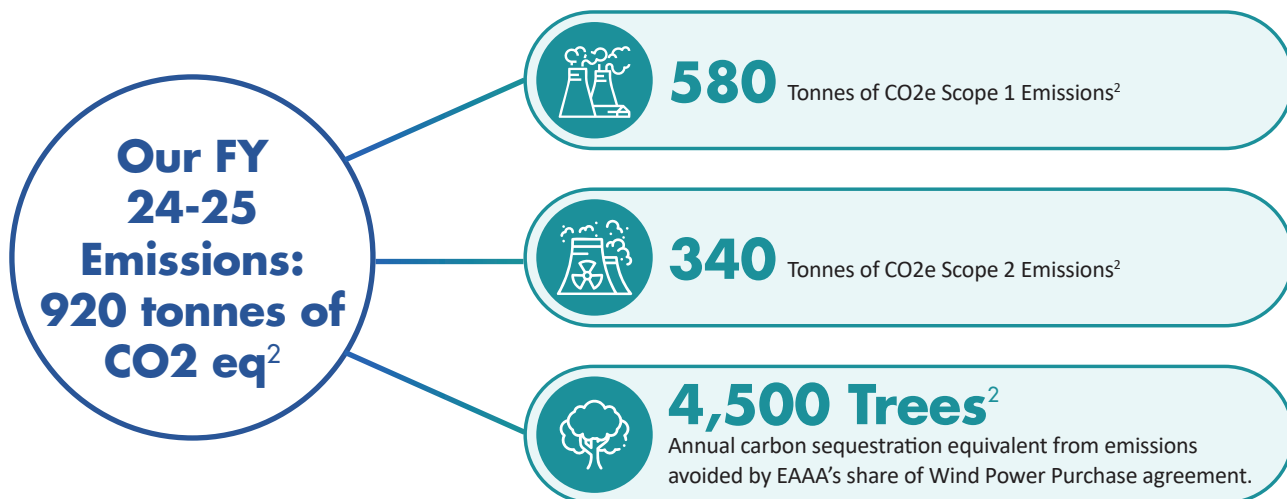 Our FY
24-25
Emissions:
920 tonnes of
CO2 eq²
580 Tonnes of CO2e Scope 1 Emissions²
340 Tonnes of CO2e Scope 2 Emissions²
4,500 Trees²
Annual carbon sequestration equivalent from emissions
avoided by EAAA’s share of Wind Power Purchase agreement.